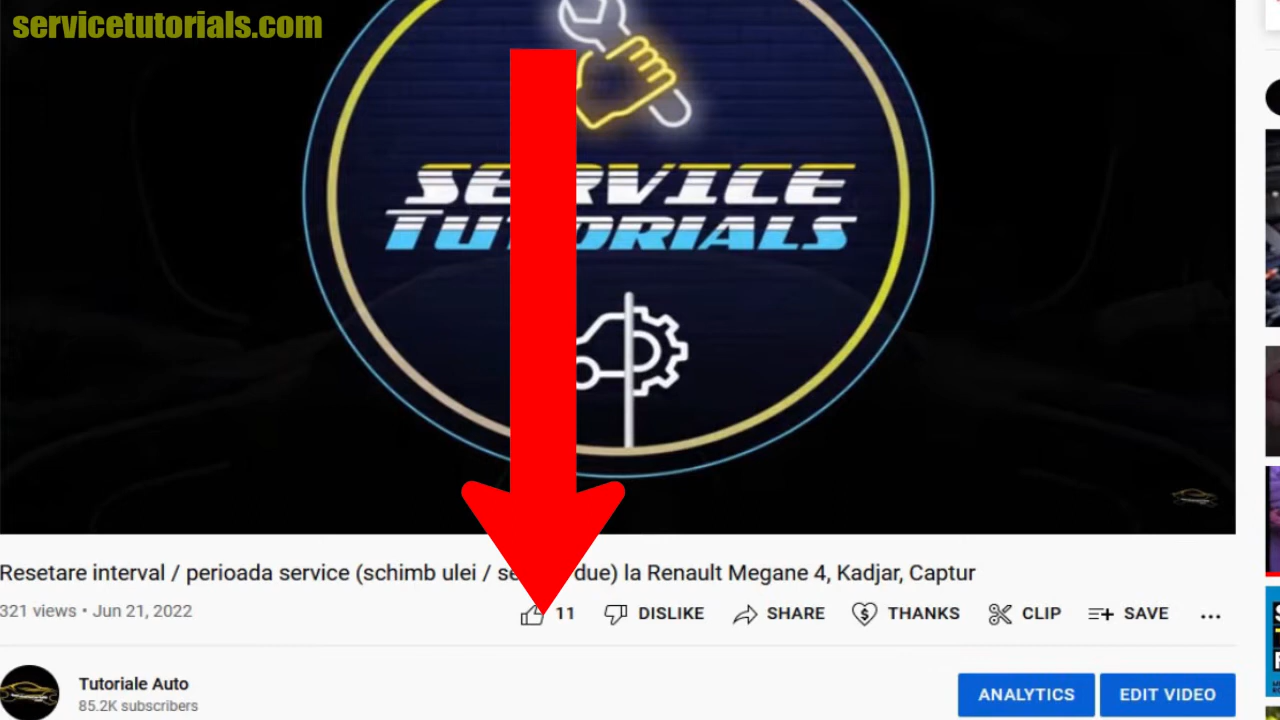 servicetutorials.com
SERVICE
TUTORIALS
Resetare interval / perioada service (schimb ulei / se due) la Renault Megane 4, Kadjar, Captur
321 views • Jun 21, 2022
11 DISLIKE SHARE THANKS CLIP SAVE ...
Tutoriale Auto
85.2K subscribers
ANALYTICS EDIT VIDEO